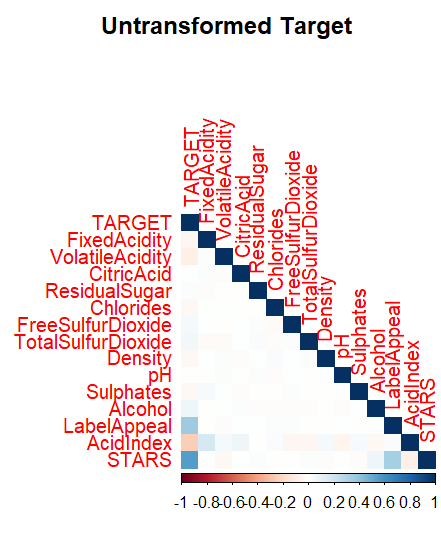 Untransformed Target
TARGET
FixedAcidity
VolatileAcidity
CitricAcid
ResidualSugar
Chlorides
FreeSulfurDioxide
TotalSulfurDioxide
Density
pH
Sulphates
Alcohol
LabelAppeal
AcidIndex
STARS
TARGET
FixedAcidity
VolatileAcidity
CitricAcid
ResidualSugar
Chlorides
FreeSulfurDioxide
TotalSulfurDioxide
Density
pH
Sulphates
Alcohol
LabelAppeal
AcidIndex
STARS
-1 -0.8 -0.6 -0.4 -0.2 0 0.2 0.4 0.6 0.8 1